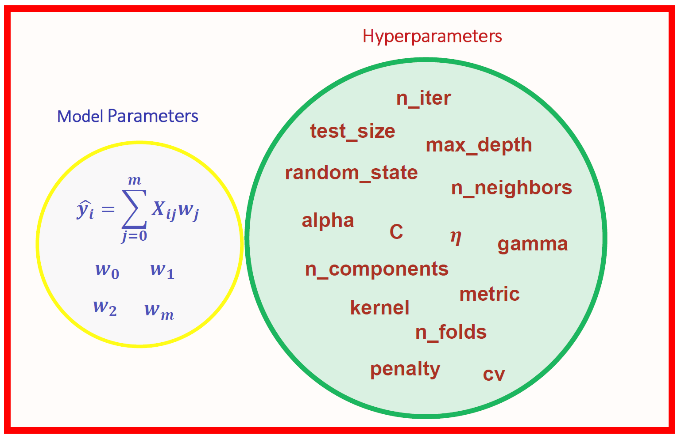 Hyperparameters
Model Parameters
n_iter
test_size
max_depth
random_state
n_neighbors
ŷᵢ = ∑ⱼ₌₀ᵐ Xᵢⱼwⱼ
alpha
C
η
gamma
w₀ w₁
n_components
w₂ wₘ
metric
kernel
n_folds
penalty
cv